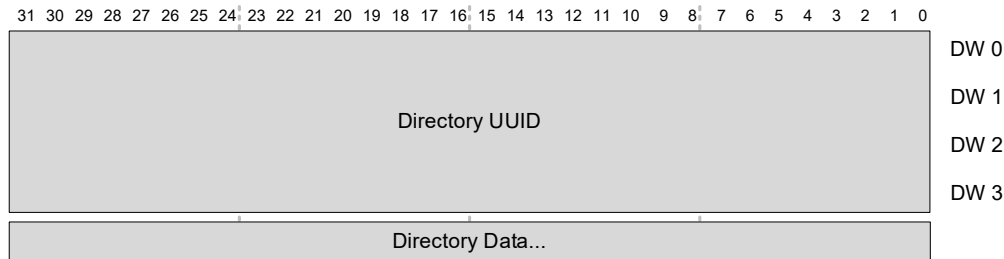 31 30 29 28 27 26 25 24 23 22 21 20 19 18 17 16 15 14 13 12 11 10 9 8 7 6 5 4 3 2 1 0
DW 0
DW 1
Directory UUID
DW 2
DW 3
Directory Data...